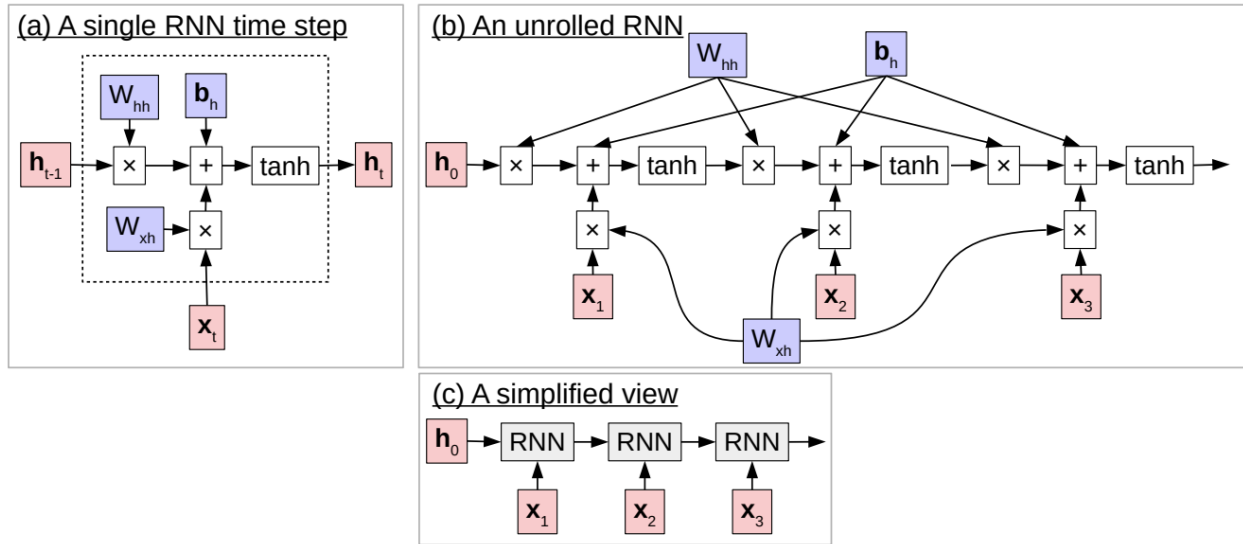 (a) A single RNN time step
W_hh b_h
h_t-1 × + tanh h_t
W_xh ×
x_t
(b) An unrolled RNN
W_hh b_h
h_0 × + tanh × + tanh × + tanh
× × ×
x_1 x_2 x_3
W_xh
(c) A simplified view
h_0 RNN RNN RNN
x_1 x_2 x_3